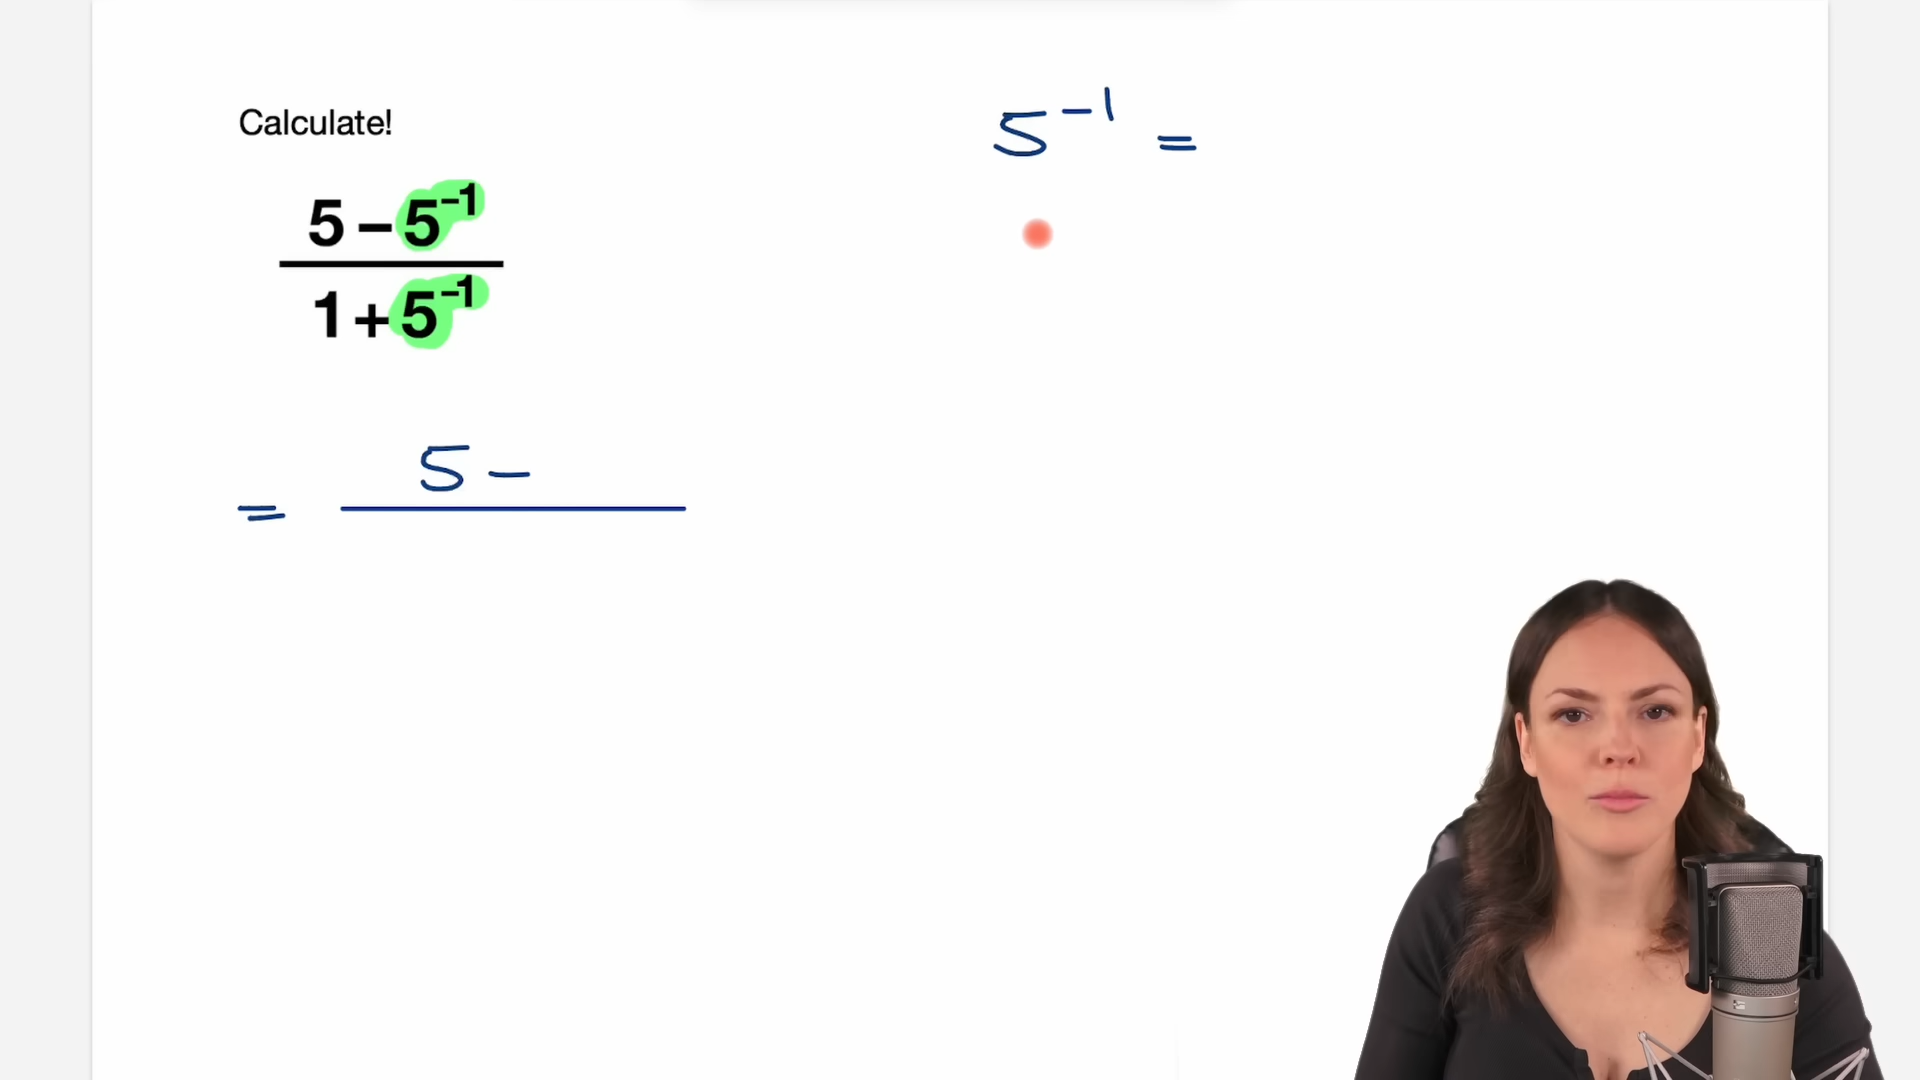 Calculate!
5 − 5⁻¹
1 + 5⁻¹
5⁻¹ =
= 5 −